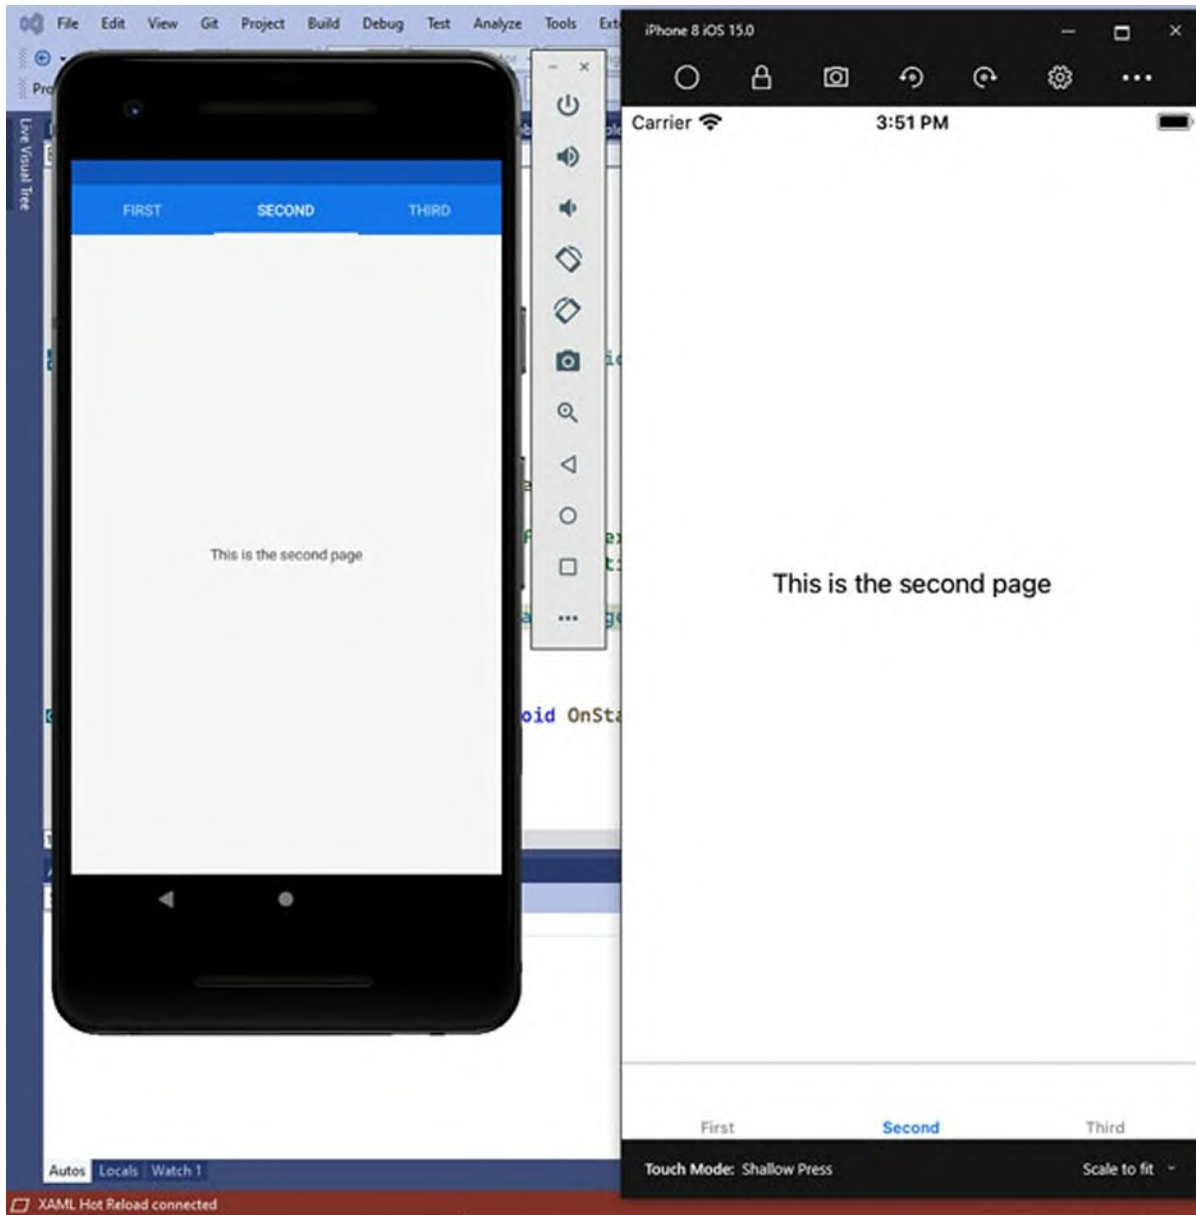 File Edit View Git Project Build Debug Test Analyze Tools
iPhone 8 iOS 15.0
Live Visual Tree
Carrier 3:51 PM
FIRST SECOND THIRD
This is the second page
This is the second page
oid OnSta
First Second Third
Autos Locals Watch 1
Touch Mode: Shallow Press Scale to fit
XAML Hot Reload connected